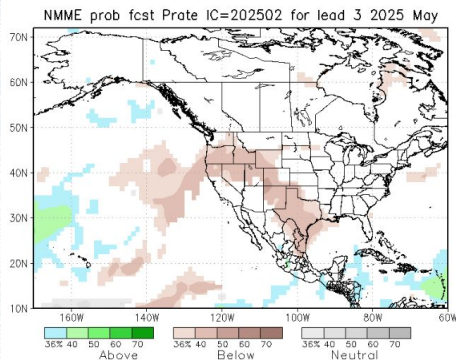 NMME prob fcst Prate IC=202502 for lead 3 2025 May
70N
60N
50N
40N
30N
20N
10N
160W 140W 120W 100W 80W 60W
36% 40 50 60 70 36% 40 50 60 70 36% 40 50 60 70
Above Below Neutral